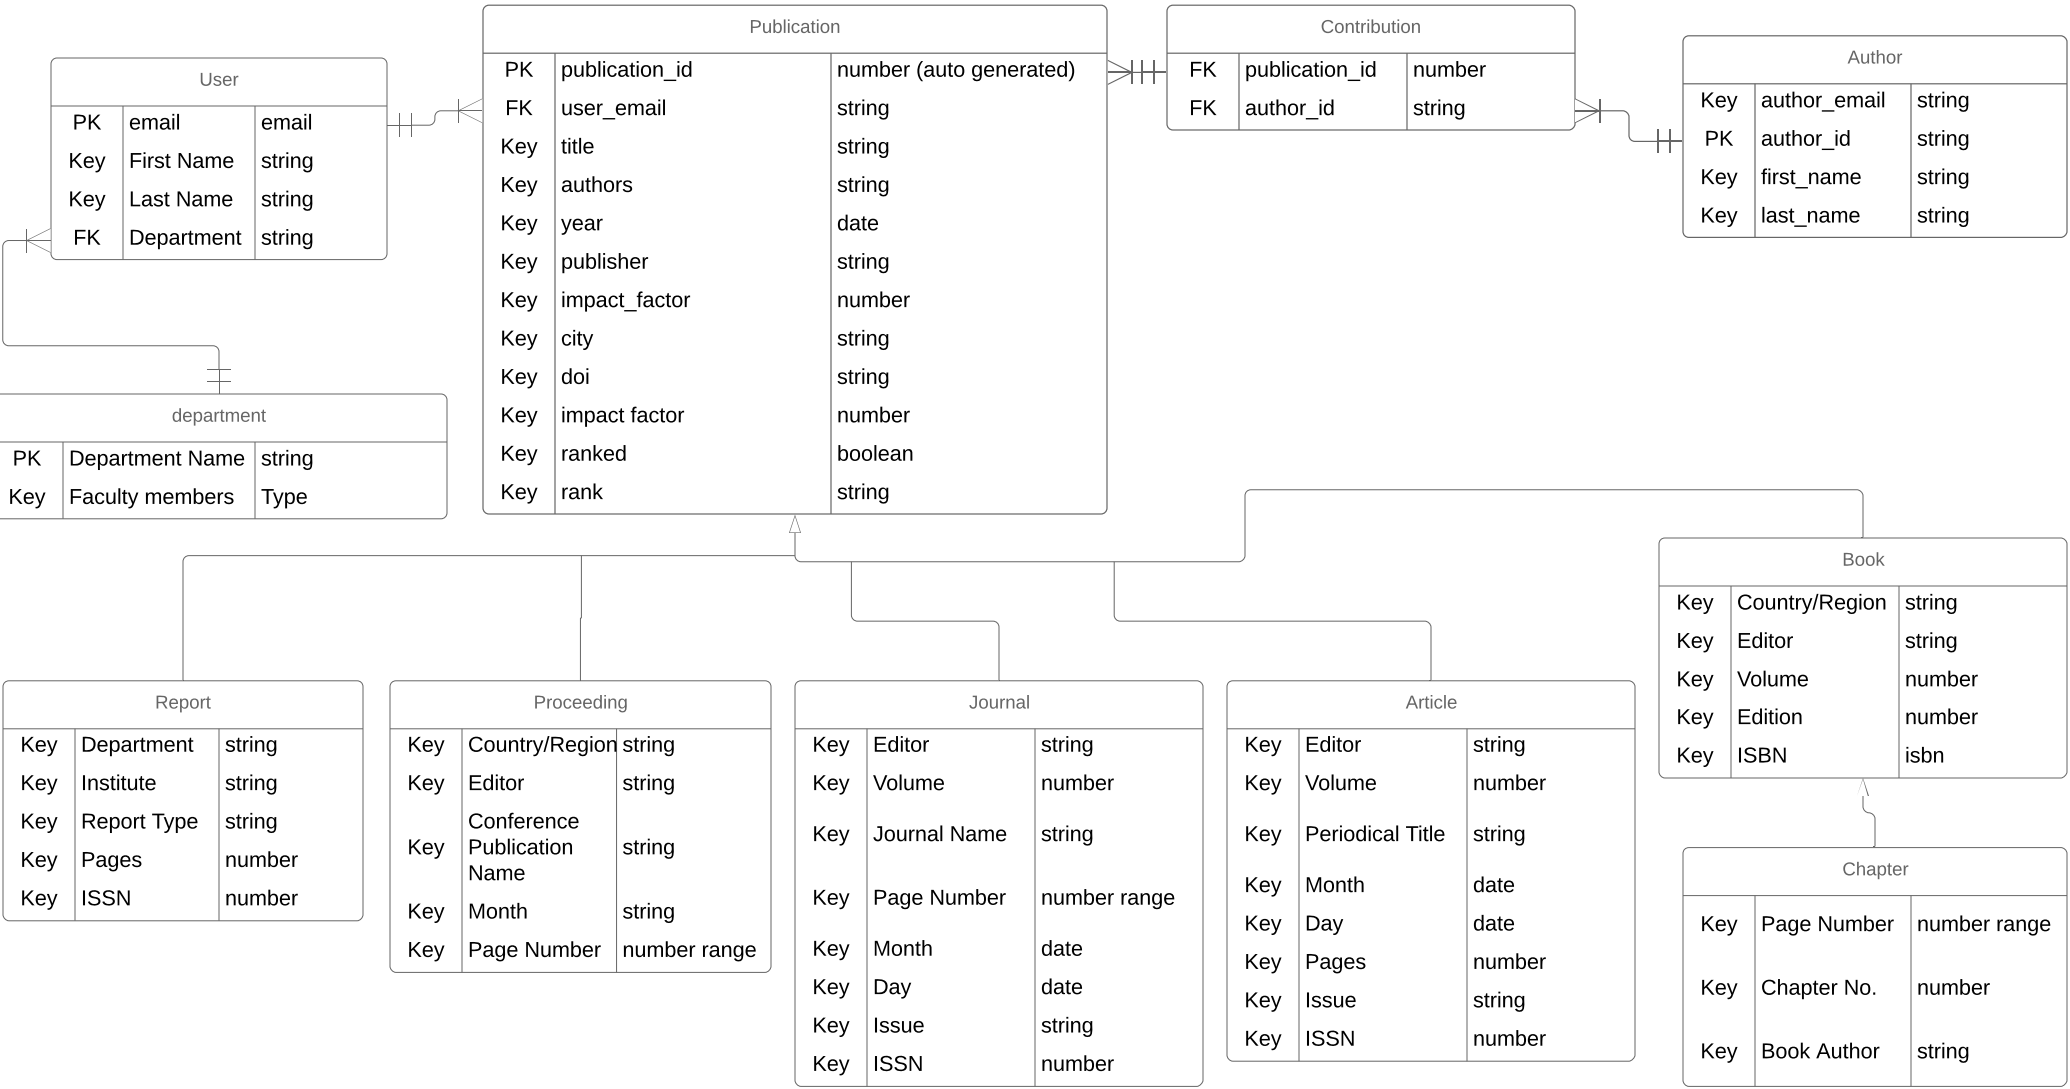 User
PK email email
Key First Name string
Key Last Name string
FK Department string
department
PK Department Name string
Key Faculty members Type
Publication
PK publication_id number (auto generated)
FK user_email string
Key title string
Key authors string
Key year date
Key publisher string
Key impact_factor number
Key city string
Key doi string
Key impact factor number
Key ranked boolean
Key rank string
Contribution
FK publication_id number
FK author_id string
Author
Key author_email string
PK author_id string
Key first_name string
Key last_name string
Report
Key Department string
Key Institute string
Key Report Type string
Key Pages number
Key ISSN number
Proceeding
Key Country/Region string
Key Editor string
Key Conference
Publication string
Name
Key Month string
Key Page Number number range
Journal
Key Editor string
Key Volume number
Key Journal Name string
Key Page Number number range
Key Month date
Key Day date
Key Issue string
Key ISSN number
Article
Key Editor string
Key Volume number
Key Periodical Title string
Key Month date
Key Day date
Key Pages number
Key Issue string
Key ISSN number
Book
Key Country/Region string
Key Editor string
Key Volume number
Key Edition number
Key ISBN isbn
Chapter
Key Page Number number range
Key Chapter No. number
Key Book Author string